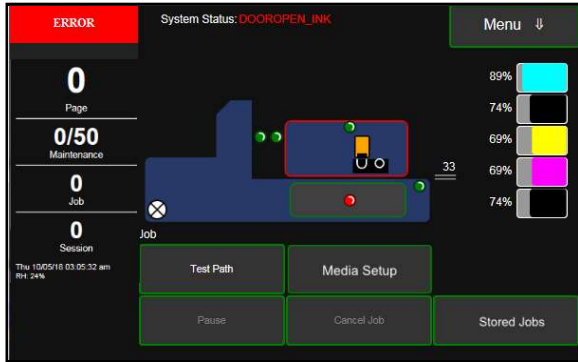 ERROR
System Status: DOOROPEN_INK
Menu ⇓
0
Page
0/50
Maintenance
0
Job
0
Session
Thu 10/05/16 03:05:32 am
RH: 24%
89%
74%
69%
69%
74%
33
Job
Test Path
Media Setup
Pause
Cancel Job
Stored Jobs